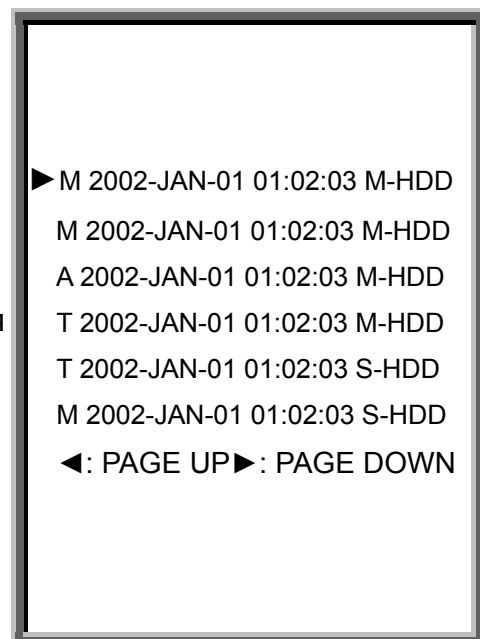 ►M 2002-JAN-01 01:02:03 M-HDD
M 2002-JAN-01 01:02:03 M-HDD
A 2002-JAN-01 01:02:03 M-HDD
T 2002-JAN-01 01:02:03 M-HDD
T 2002-JAN-01 01:02:03 S-HDD
M 2002-JAN-01 01:02:03 S-HDD
◄: PAGE UP►: PAGE DOWN